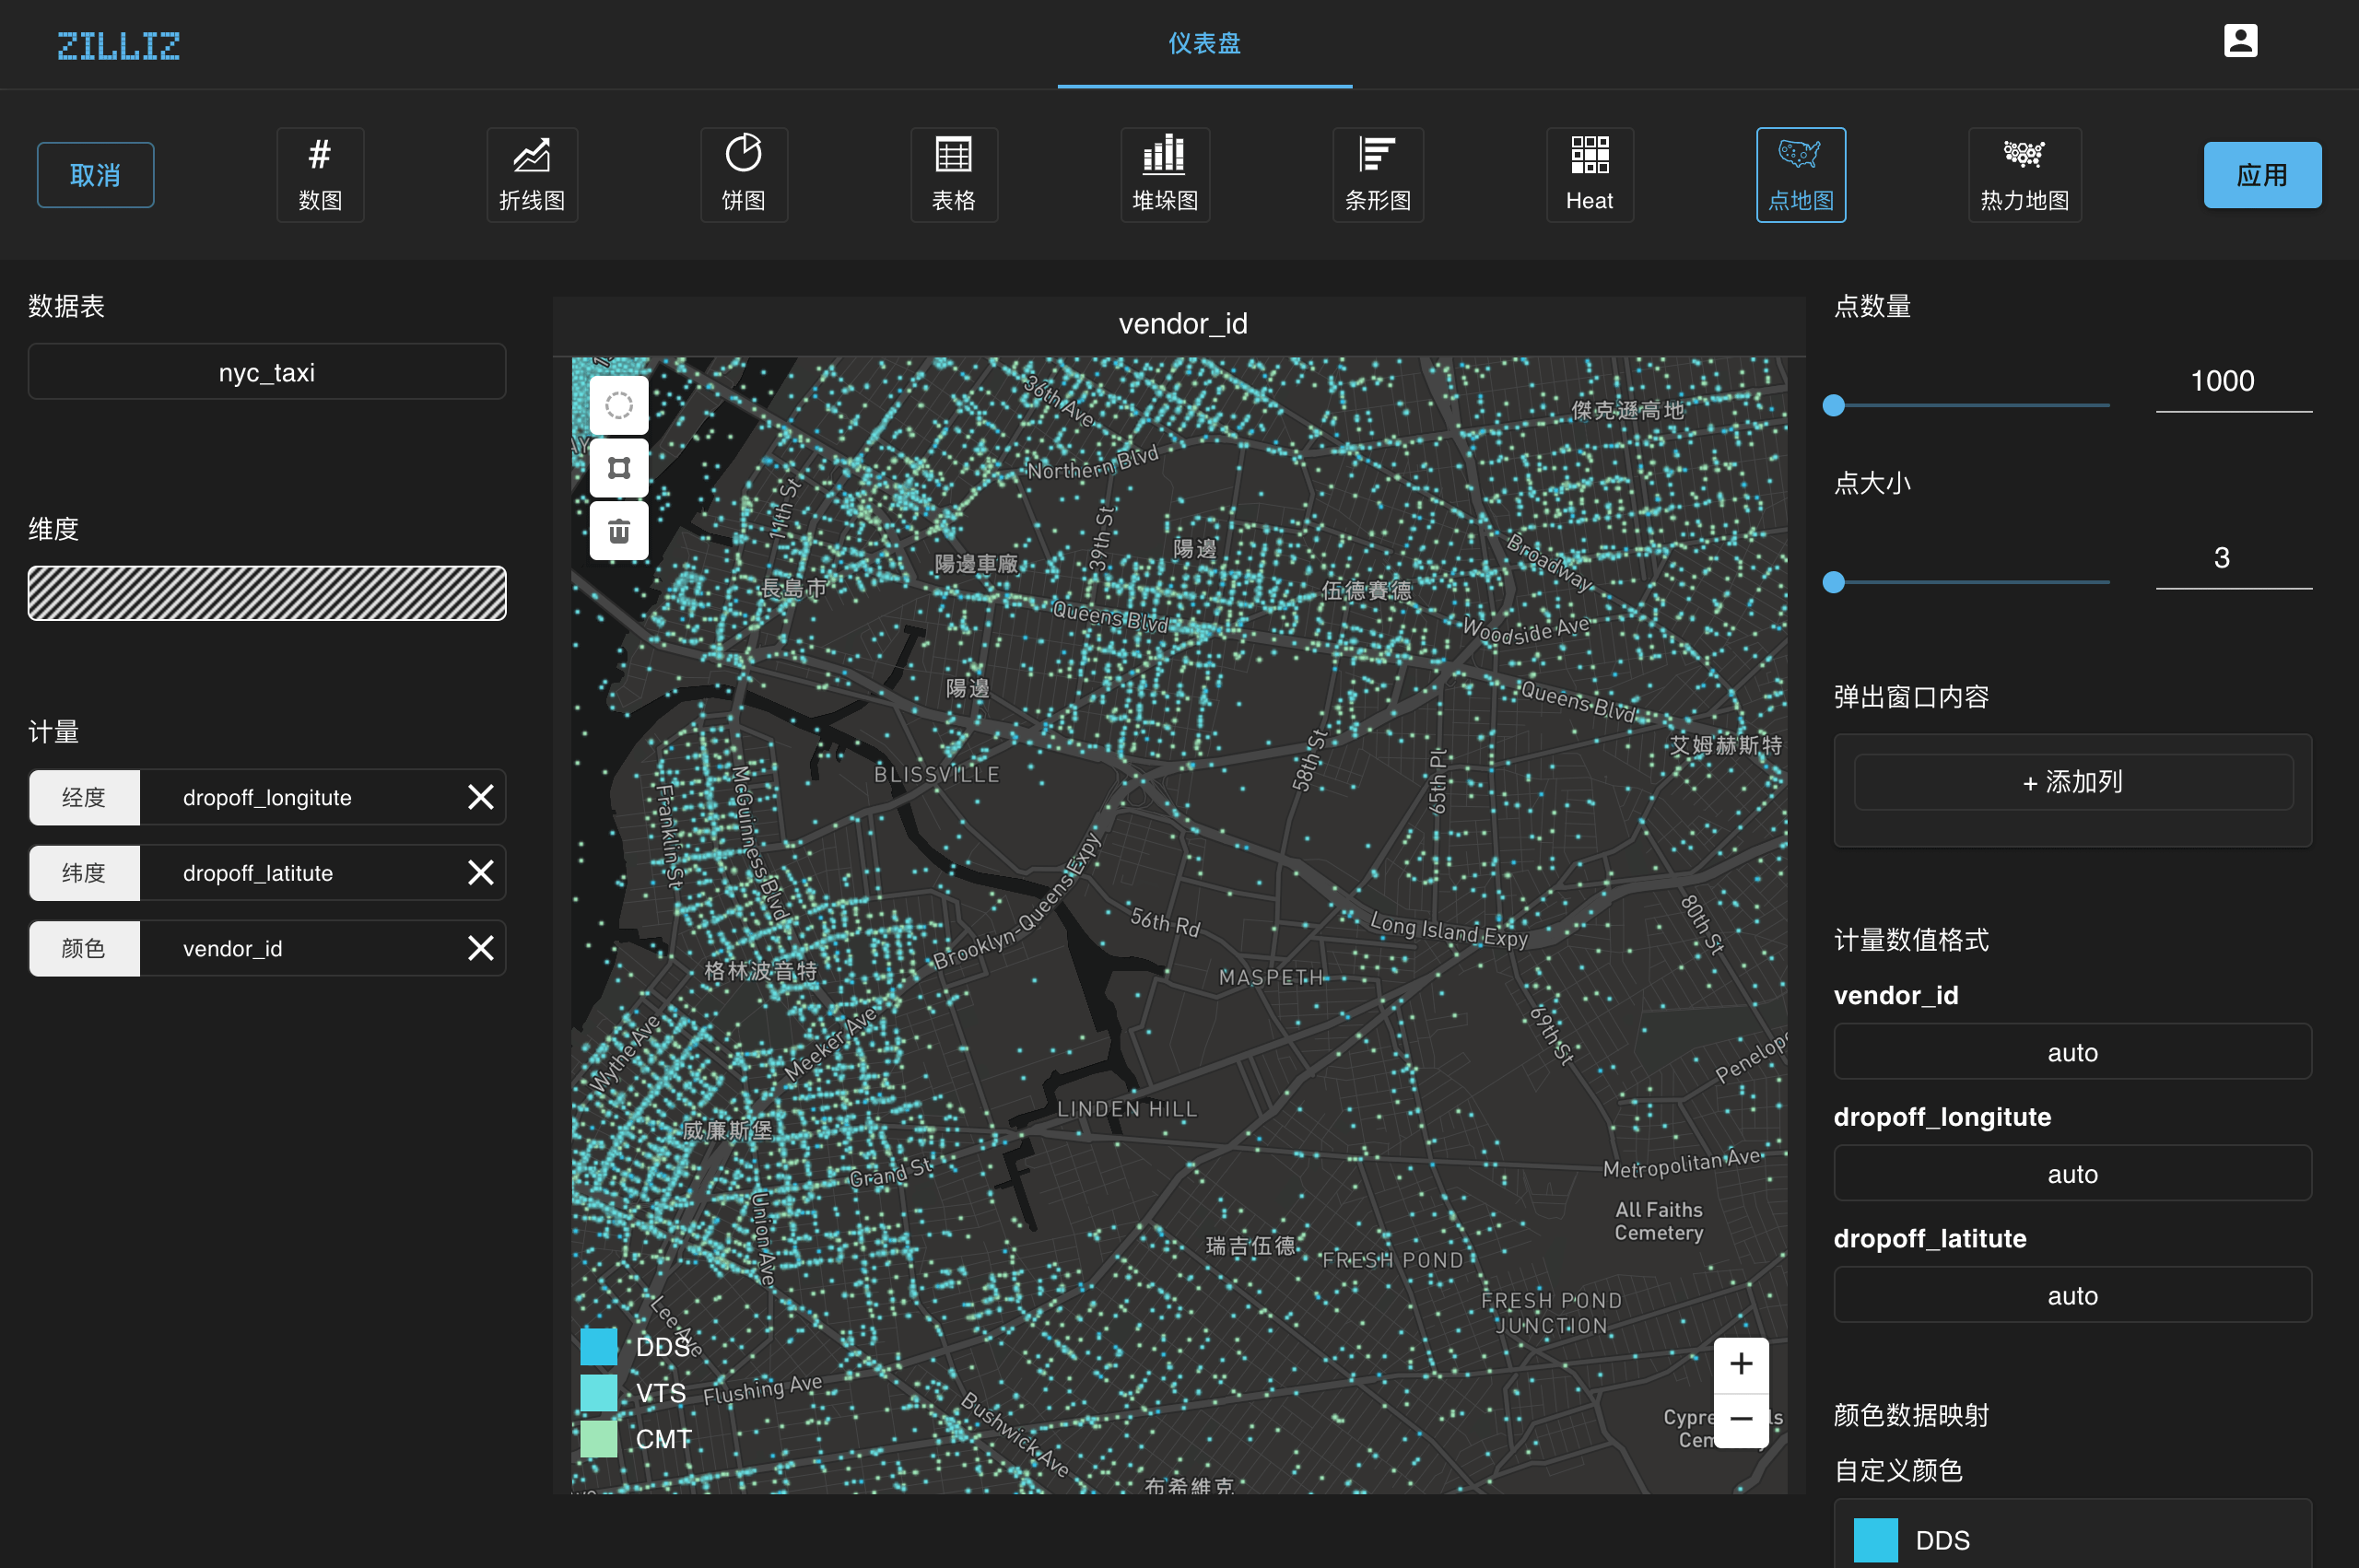 ZILLIZ
仪表盘
取消
数图
折线图
饼图
表格
堆垛图
条形图
Heat
点地图
热力地图
应用
数据表
nyc_taxi
维度
计量
经度 dropoff_longitute
纬度 dropoff_latitute
颜色 vendor_id
vendor_id
36th Ave
傑克遜高地
Northern Blvd
11th St
39th St
陽邊車廠
陽邊
Broadway
長島市
伍德賽德
Queens Blvd
Woodside Ave
陽邊
Queens Blvd
艾姆赫斯特
BLISSVILLE
58th St
65th Pl
Franklin St
McGuinness Blvd
Brooklyn-Queens Expy
56th Rd
Long Island Expy
80th St
格林波音特
MASPETH
Wythe Ave
Meeker Ave
69th St
Penelope
LINDEN HILL
威廉斯堡
Grand St
Metropolitan Ave
Union Ave
All Faiths
Cemetery
瑞吉伍德
FRESH POND
FRESH POND
JUNCTION
Lee Ave
DDS
VTS
CMT
Flushing Ave
Bushwick Ave
布希維克
+
−
点数量
1000
点大小
3
弹出窗口内容
+ 添加列
计量数值格式
vendor_id
auto
dropoff_longitute
auto
dropoff_latitute
auto
颜色数据映射
自定义颜色
DDS